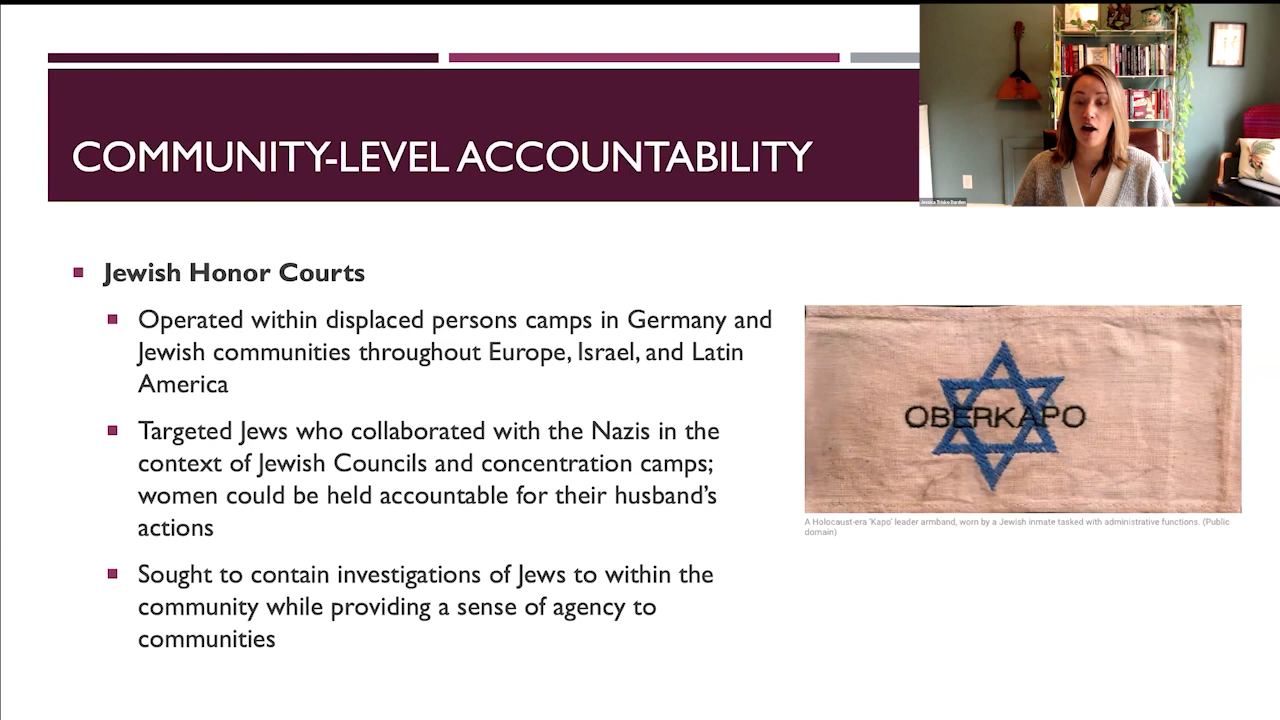 COMMUNITY-LEVEL ACCOUNTABILITY
Jessica Trisko Darden
Jewish Honor Courts
Operated within displaced persons camps in Germany and
Jewish communities throughout Europe, Israel, and Latin
America
Targeted Jews who collaborated with the Nazis in the
context of Jewish Councils and concentration camps;
women could be held accountable for their husband's
actions
Sought to contain investigations of Jews to within the
community while providing a sense of agency to
communities
OBERKAPO
A Holocaust-era 'Kapo' leader armband, worn by a Jewish inmate tasked with administrative functions. (Public
domain)